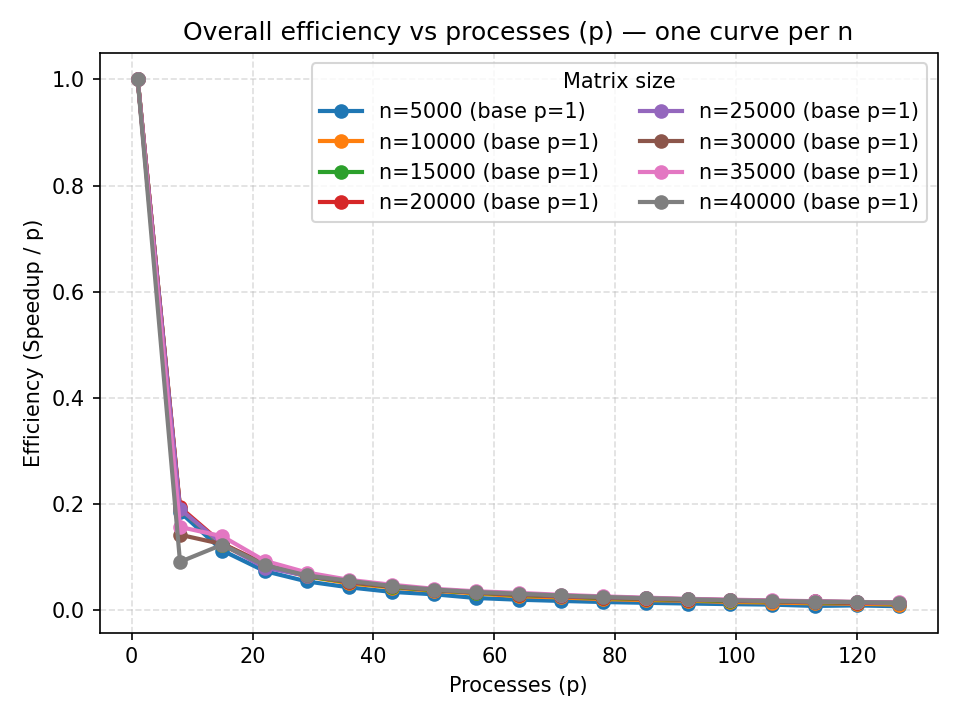 Overall efficiency vs processes (p) — one curve per n
Matrix size
n=5000 (base p=1)
n=10000 (base p=1)
n=15000 (base p=1)
n=20000 (base p=1)
n=25000 (base p=1)
n=30000 (base p=1)
n=35000 (base p=1)
n=40000 (base p=1)
Efficiency (Speedup / p)
1.0
0.8
0.6
0.4
0.2
0.0
0 20 40 60 80 100 120
Processes (p)